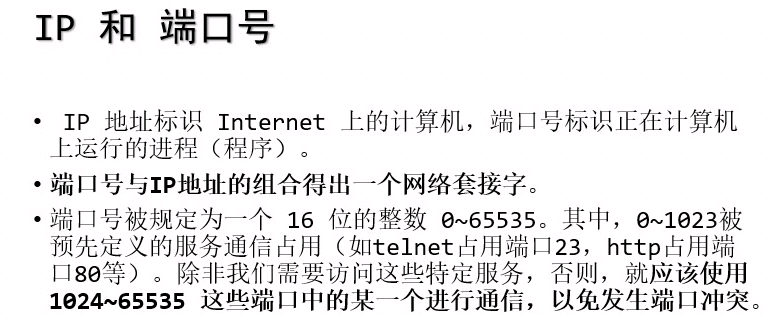 IP 和 端口号
• IP 地址标识 Internet 上的计算机，端口号标识正在计算机
上运行的进程（程序）。
• 端口号与IP地址的组合得出一个网络套接字。
• 端口号被规定为一个 16 位的整数 0~65535。其中，0~1023被
预先定义的服务通信占用（如telnet占用端口23，http占用端
口80等）。除非我们需要访问这些特定服务，否则，就应该使用
1024~65535 这些端口中的某一个进行通信，以免发生端口冲突。